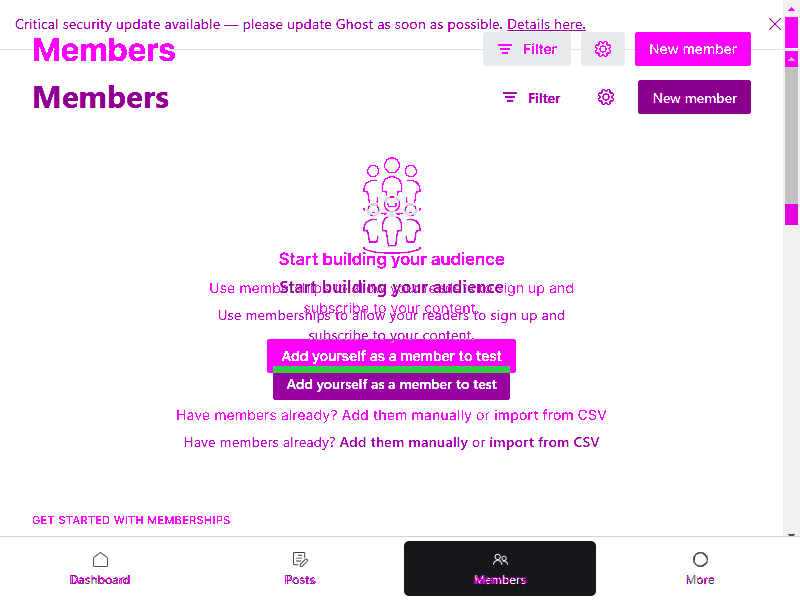 Critical security update available — please update Ghost as soon as possible. Details here.
Members
Filter
New member
Members
Filter
New member
Start building your audience
Start building your audience
Use memberships to allow your readers to sign up and
subscribe to your content.
Use memberships to allow your readers to sign up and
subscribe to your content.
Add yourself as a member to test
Add yourself as a member to test
Have members already? Add them manually or import from CSV
Have members already? Add them manually or import from CSV
GET STARTED WITH MEMBERSHIPS
Dashboard
Posts
Members
More